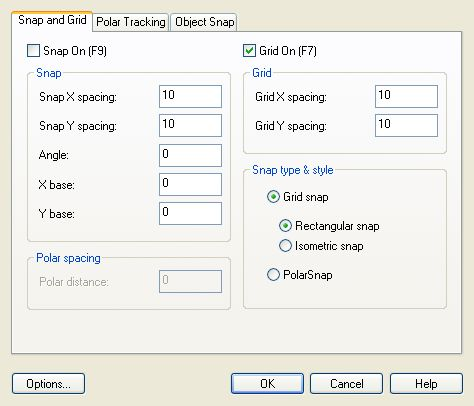 Snap and Grid Polar Tracking Object Snap
Snap On (F9)
Grid On (F7)
Snap
Snap X spacing: 10
Snap Y spacing: 10
Angle: 0
X base: 0
Y base: 0
Grid
Grid X spacing: 10
Grid Y spacing: 10
Snap type & style
Grid snap
Rectangular snap
Isometric snap
PolarSnap
Polar spacing
Polar distance: 0
Options... OK Cancel Help